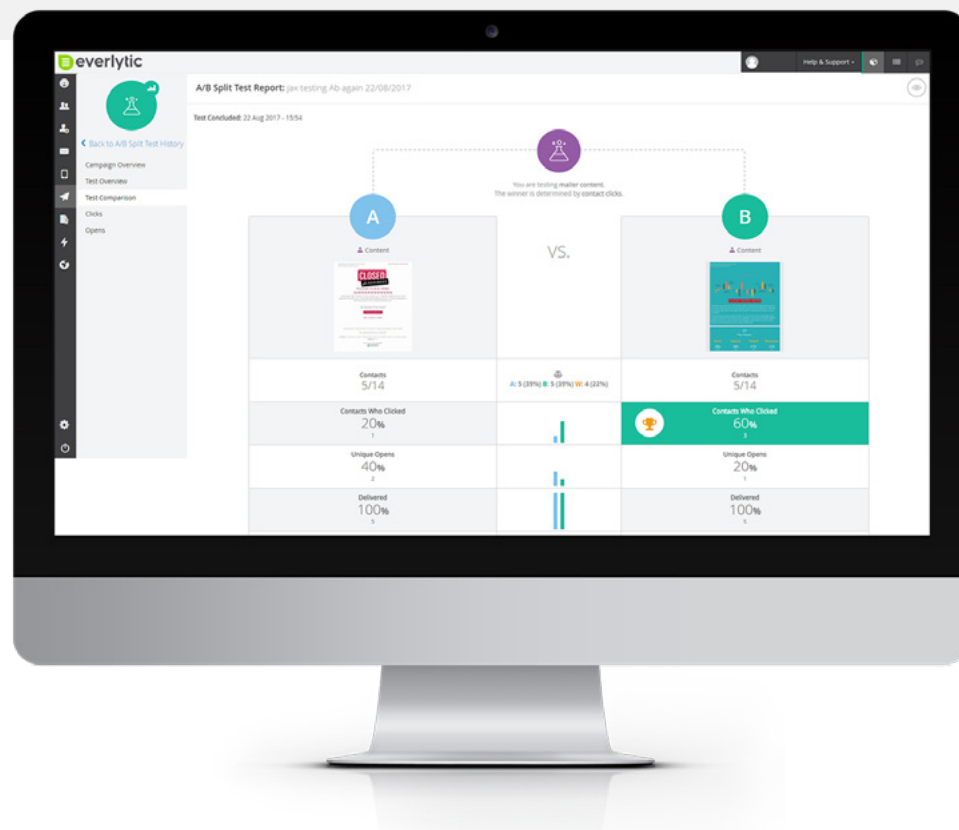 everlytic
Help & Support
A/B Split Test Report: jax testing Ab again 22/08/2017
Test Concluded: 22 Aug 2017 - 15:54
Back to A/B Split Test History
Campaign Overview
Test Overview
Test Comparison
Clicks
Opens
You are testing mailer content.
The winner is determined by contact clicks.
A
B
Content
VS.
Content
CLOSED
Contacts
5/14
A: 5 (39%) B: 5 (39%) W: 4 (22%)
Contacts
5/14
Contacts Who Clicked
20%
1
Contacts Who Clicked
60%
3
Unique Opens
40%
2
Unique Opens
20%
1
Delivered
100%
5
Delivered
100%
5